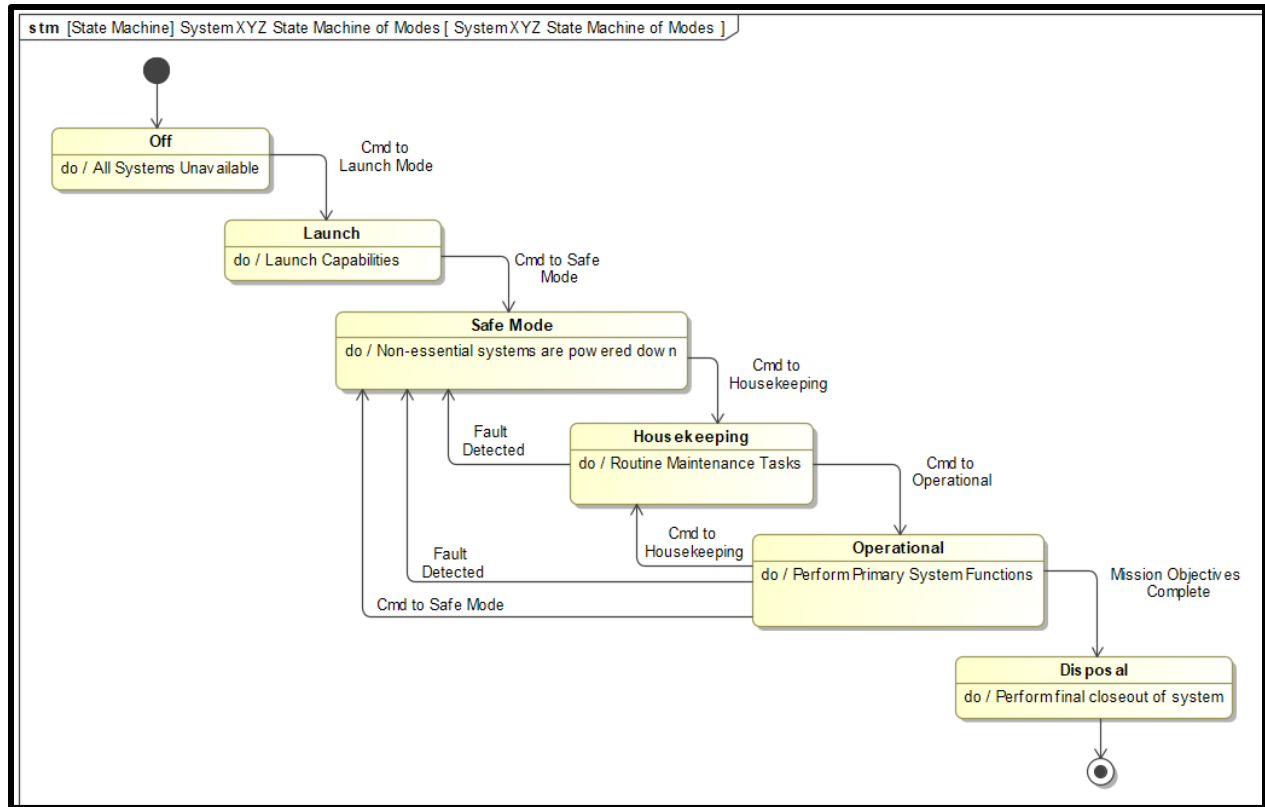 stm [State Machine] System XYZ State Machine of Modes [ System XYZ State Machine of Modes ]
Off
do / All Systems Unavailable
Cmd to
Launch Mode
Launch
do / Launch Capabilities
Cmd to Safe
Mode
Safe Mode
do / Non-essential systems are powered down
Cmd to
Housekeeping
Fault
Detected
Housekeeping
do / Routine Maintenance Tasks
Cmd to
Operational
Cmd to
Housekeeping
Fault
Detected
Cmd to Safe Mode
Operational
do / Perform Primary System Functions
Mission Objectives
Complete
Disposal
do / Perform final closeout of system